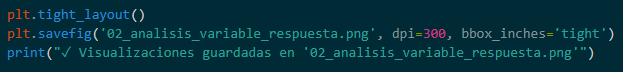 plt.tight_layout()
plt.savefig('02_analisis_variable_respuesta.png', dpi=300, bbox_inches='tight')
print("✓ Visualizaciones guardadas en '02_analisis_variable_respuesta.png'")